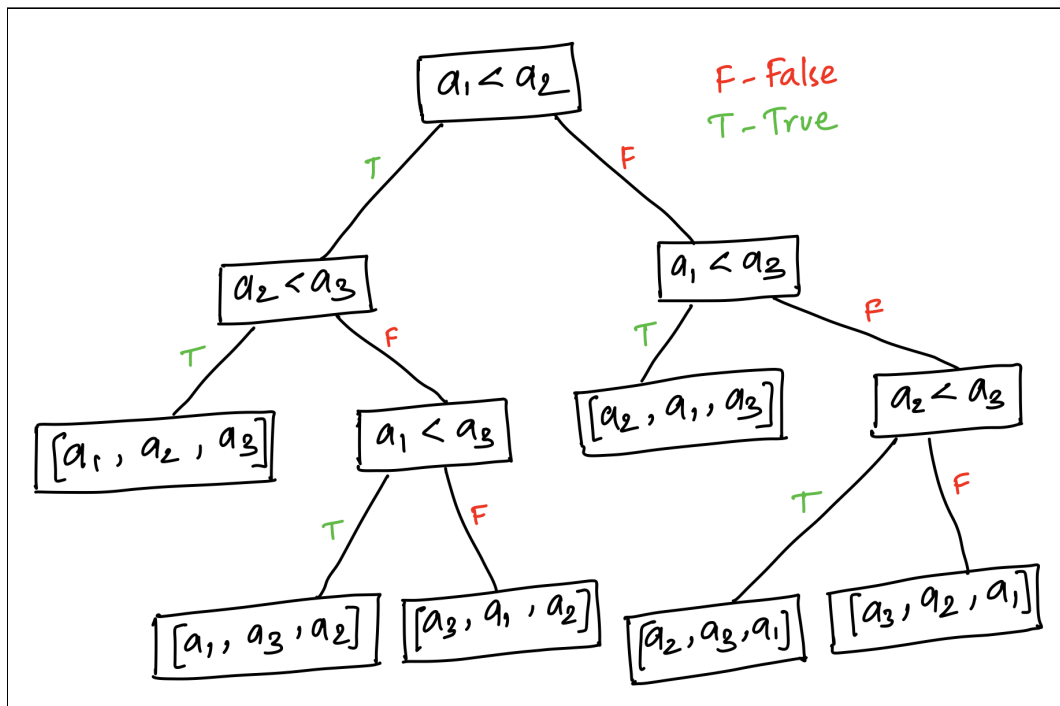 a₁ < a₂
F - False
T - True
T
F
a₂ < a₃
a₁ < a₃
T
F
T
F
[a₁, a₂, a₃]
a₁ < a₃
[a₂, a₁, a₃]
a₂ < a₃
T
F
T
F
[a₁, a₃, a₂]
[a₃, a₁, a₂]
[a₂, a₃, a₁]
[a₃, a₂, a₁]